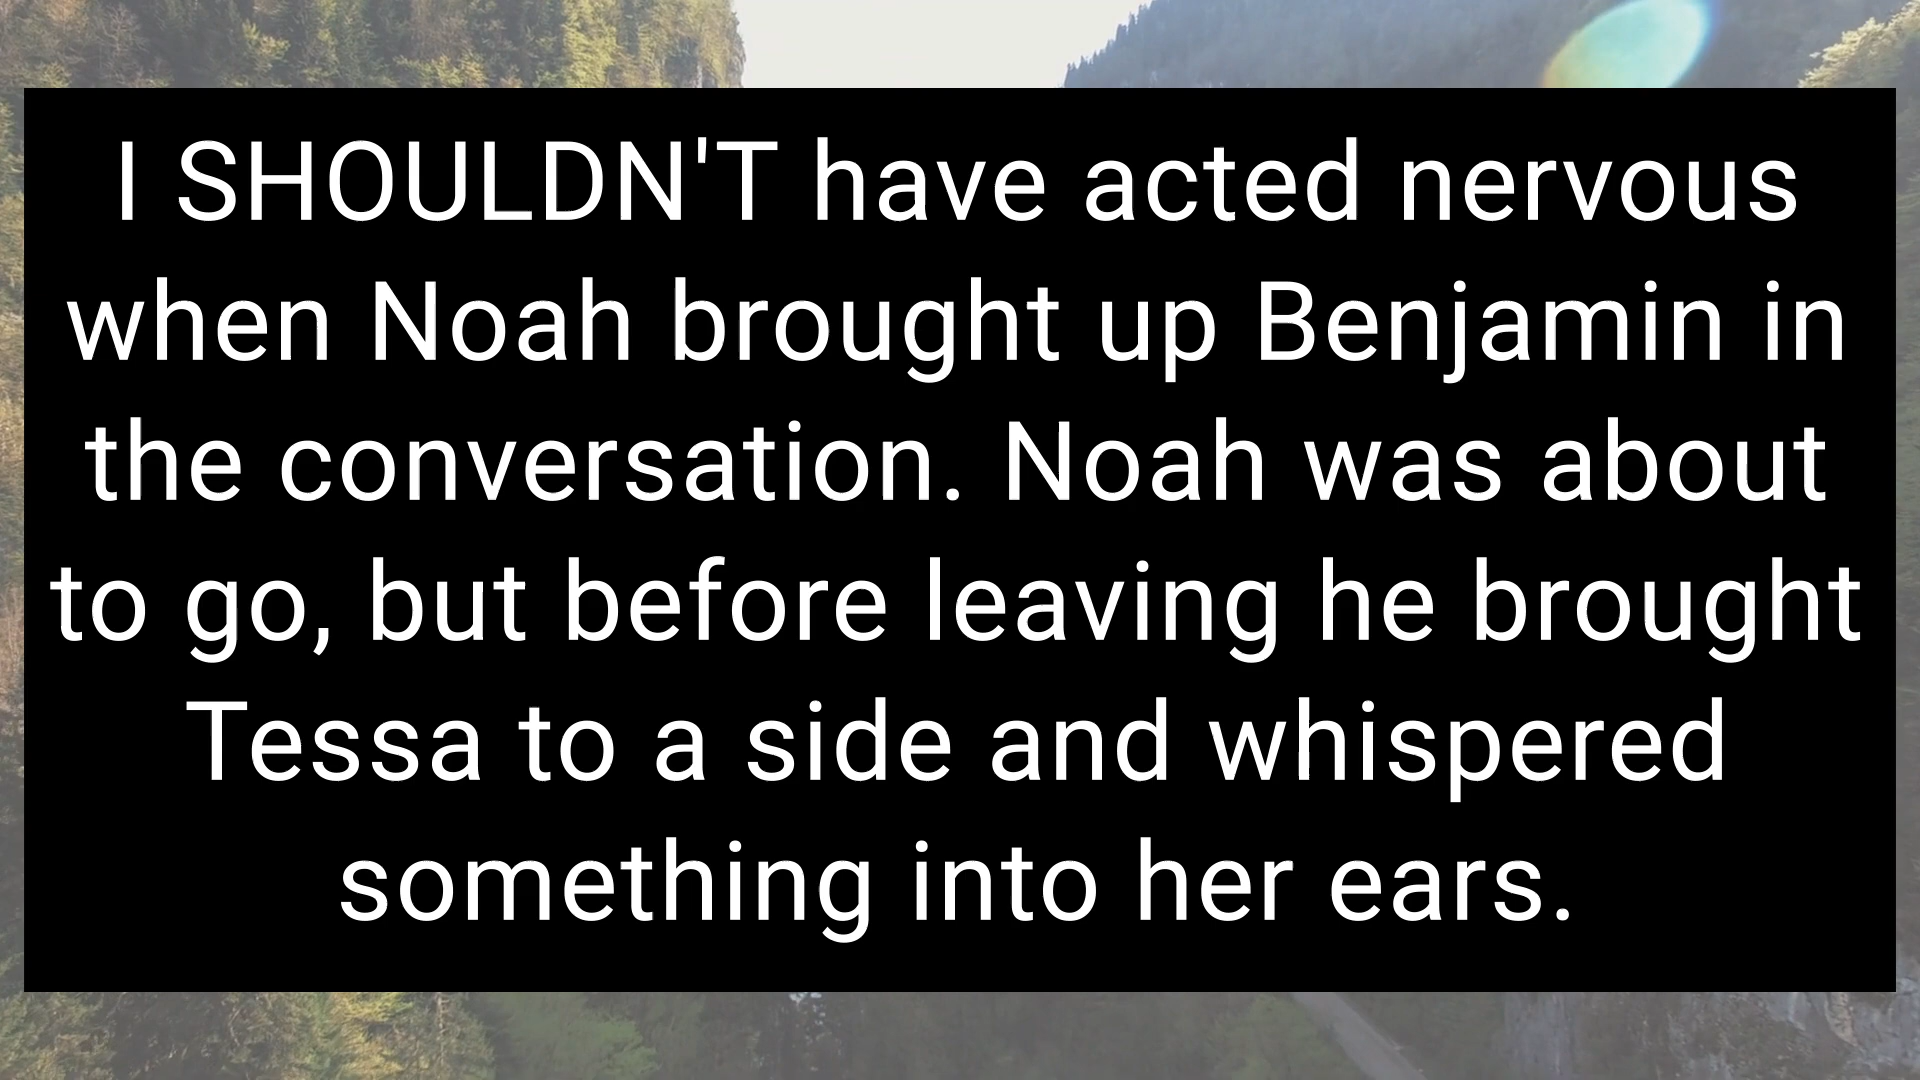 I SHOULDN'T have acted nervous
when Noah brought up Benjamin in
the conversation. Noah was about
to go, but before leaving he brought
Tessa to a side and whispered
something into her ears.